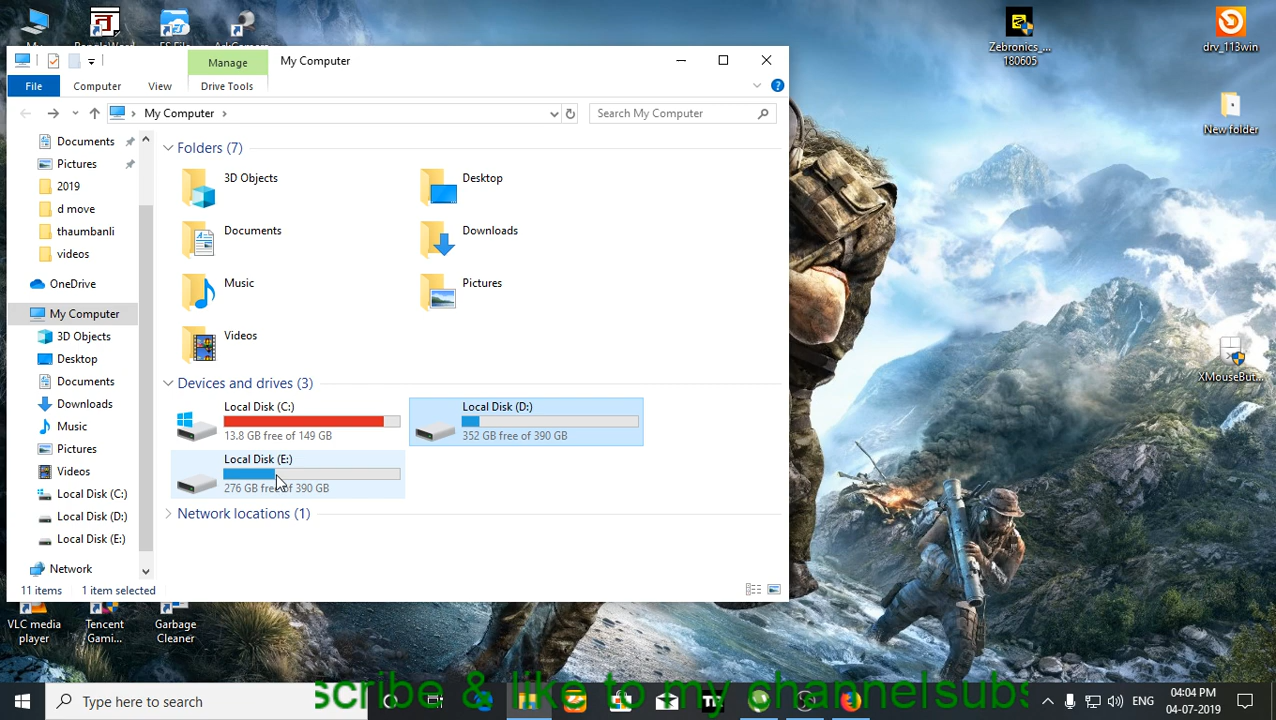 Zebronics_...
180605
drv_113win
New folder
XMouseBut...
Manage
My Computer
File
Computer
View
Drive Tools
My Computer
Search My Computer
Documents
Pictures
2019
d move
thaumbanli
videos
OneDrive
My Computer
3D Objects
Desktop
Documents
Downloads
Music
Pictures
Videos
Local Disk (C:)
Local Disk (D:)
Local Disk (E:)
Network
Folders (7)
3D Objects
Desktop
Documents
Downloads
Music
Pictures
Videos
Devices and drives (3)
Local Disk (C:)
13.8 GB free of 149 GB
Local Disk (D:)
352 GB free of 390 GB
Local Disk (E:)
276 GB free of 390 GB
Network locations (1)
11 items
1 item selected
VLC media
player
Tencent
Gami...
Garbage
Cleaner
Type here to search
scribe & like to my channelsubs
ENG
04:04 PM
04-07-2019